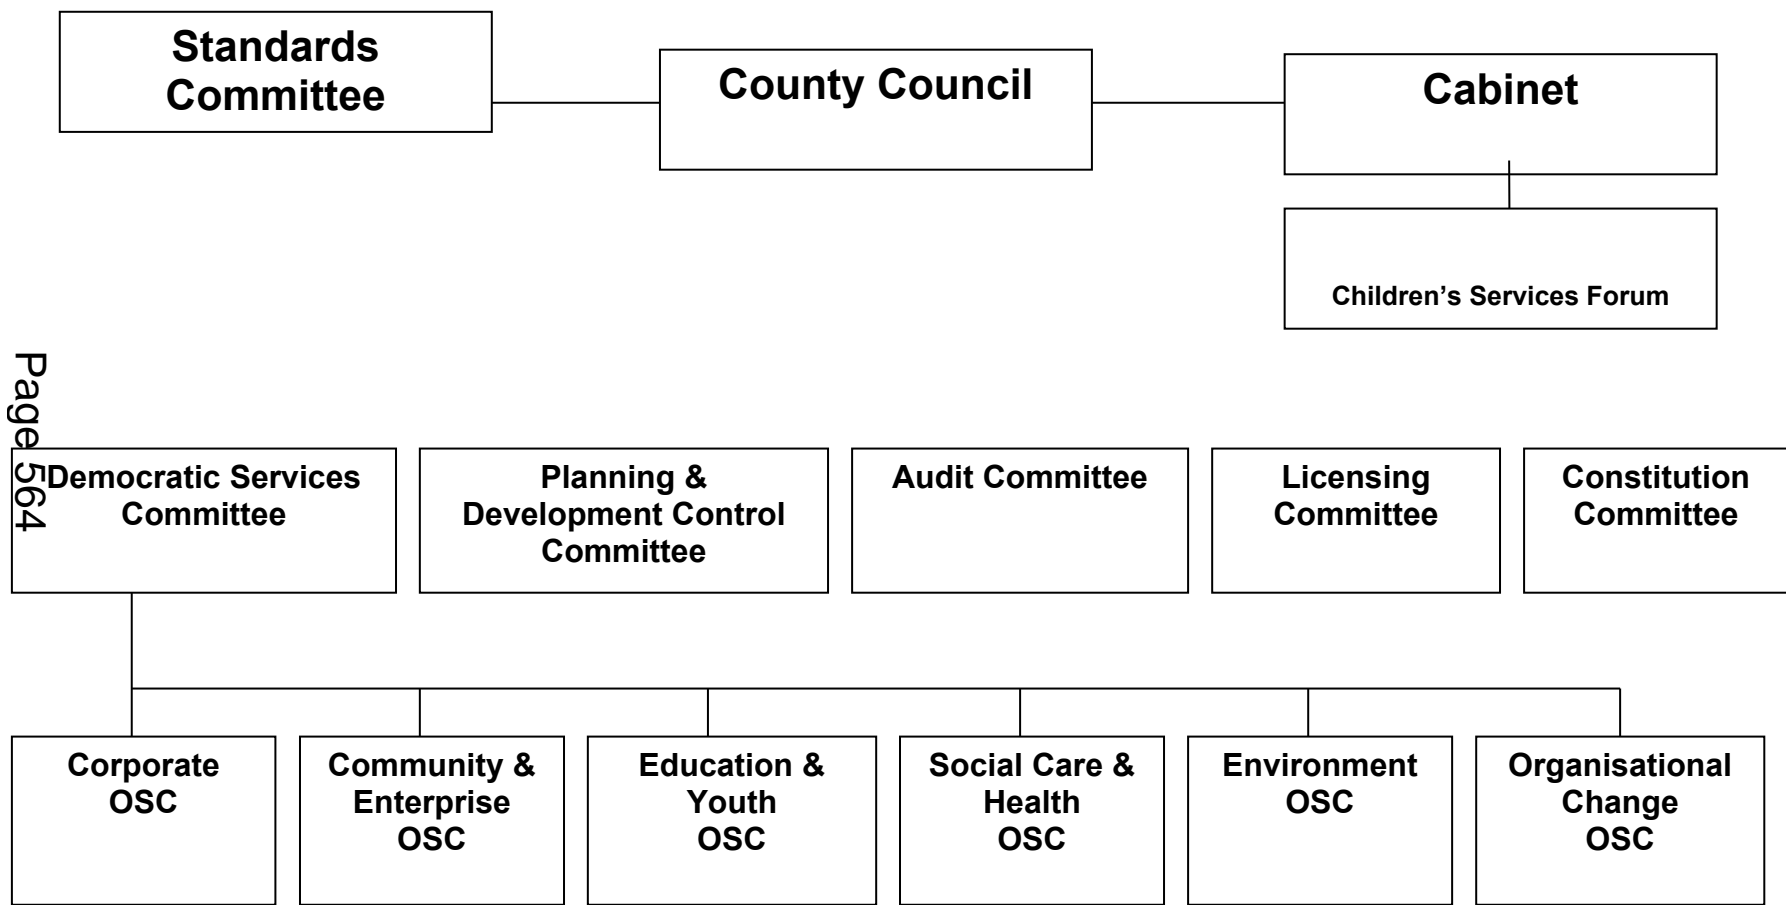 Standards
Committee
County Council
Cabinet
Children’s Services Forum
Page 564
Democratic Services
Committee
Planning &
Development Control
Committee
Audit Committee
Licensing
Committee
Constitution
Committee
Corporate
OSC
Community &
Enterprise
OSC
Education &
Youth
OSC
Social Care &
Health
OSC
Environment
OSC
Organisational
Change
OSC